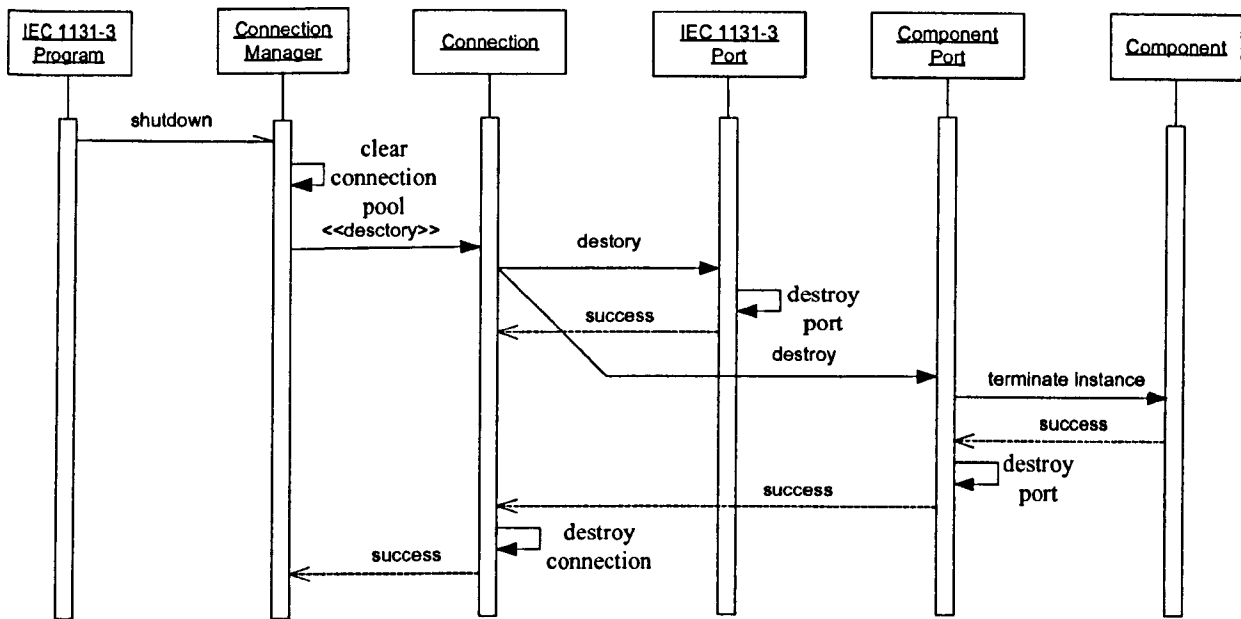 IEC 1131-3
Program
Connection
Manager
Connection
IEC 1131-3
Port
Component
Port
Component
shutdown
clear
connection
pool
<<desctory>>
destory
destroy
port
success
destroy
terminate instance
success
destroy
port
success
destroy
connection
success